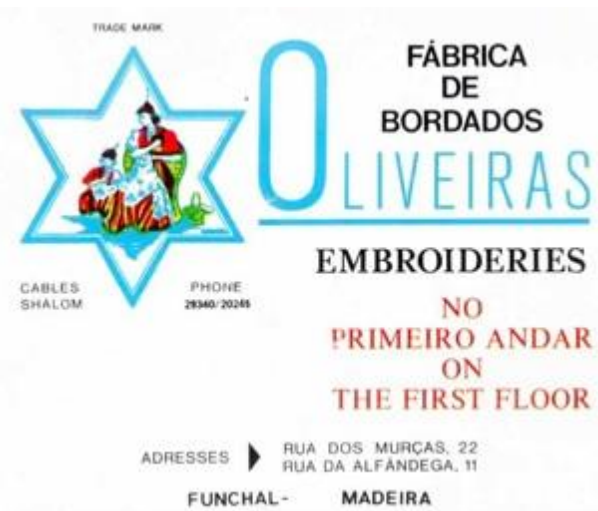 TRADE MARK
FÁBRICA
DE
BORDADOS
OLIVEIRAS
EMBROIDERIES
CABLES
SHALOM
PHONE
29340/20245
NO
PRIMEIRO ANDAR
ON
THE FIRST FLOOR
ADRESSES
RUA DOS MURÇAS, 22
RUA DA ALFÂNDEGA, 11
FUNCHAL- MADEIRA